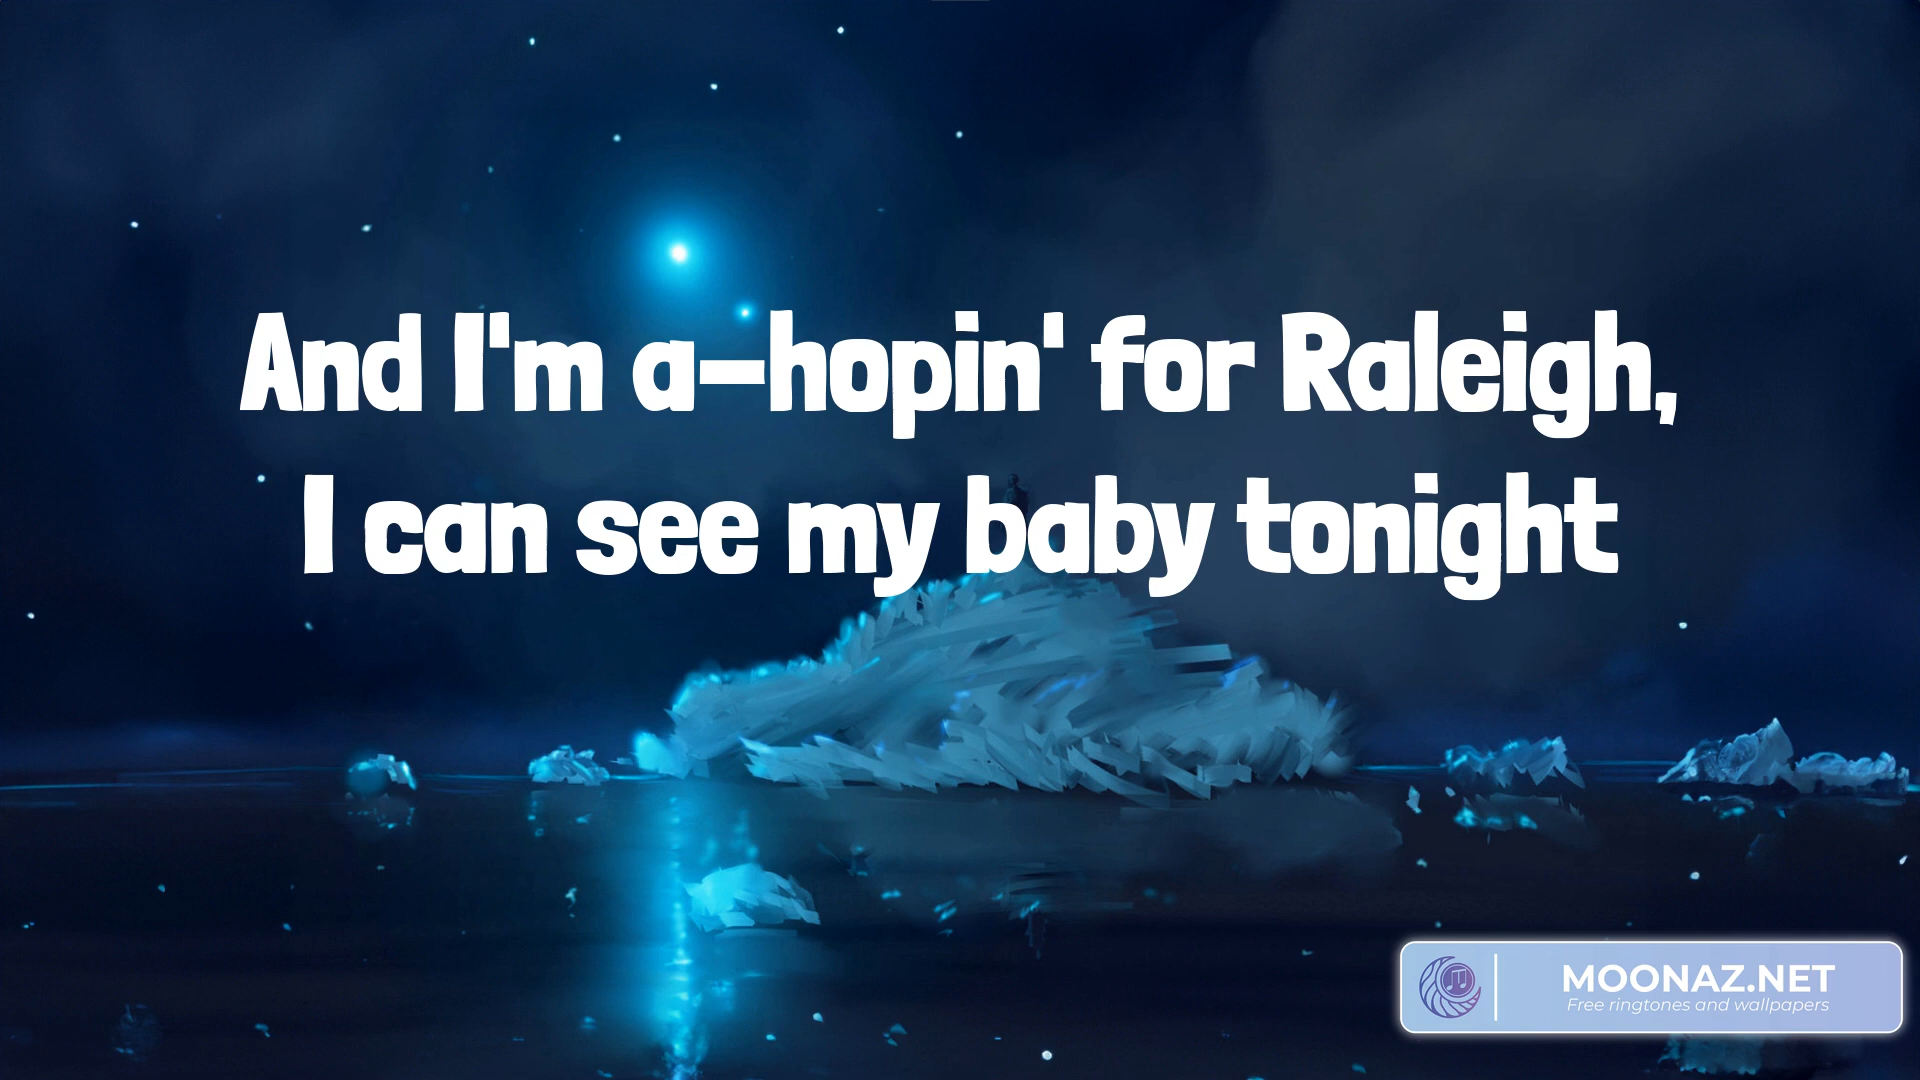 And I'm a-hopin' for Raleigh,
I can see my baby tonight
MOONAZ.NET
Free ringtones and wallpapers